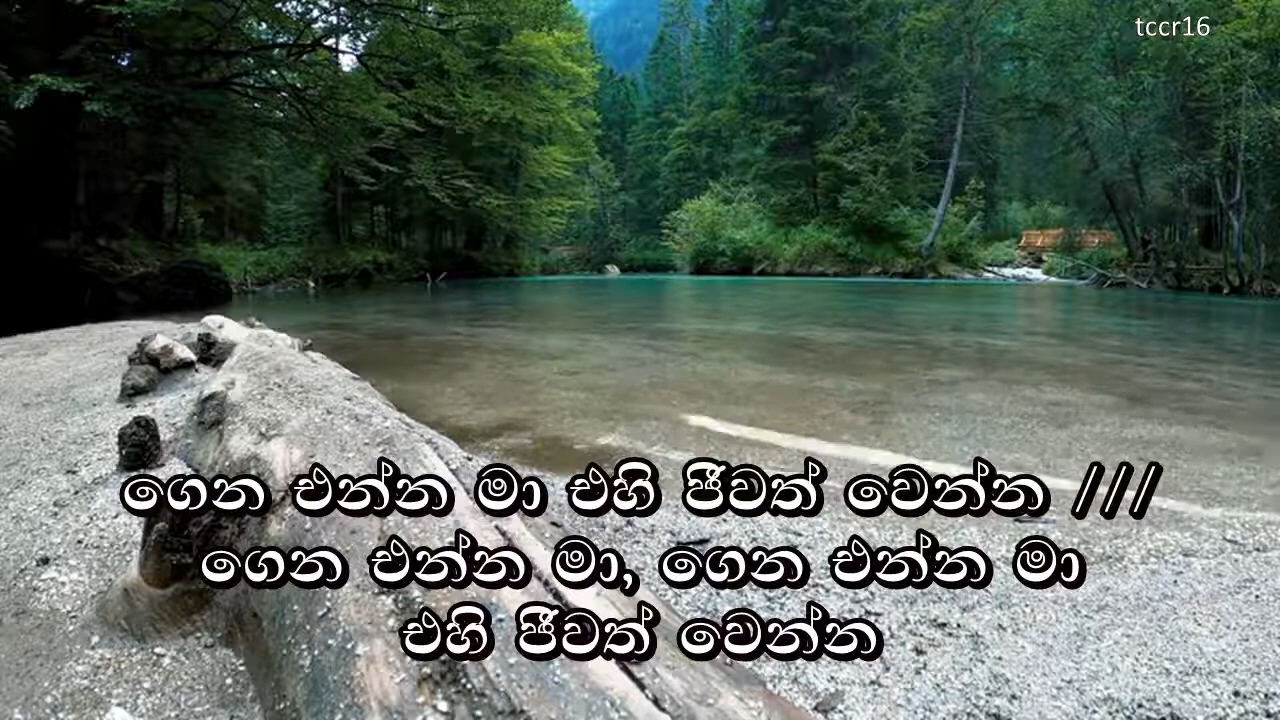 tccr16
ගෙන එන්න මා එහි ජීවත් වෙන්න ///
ගෙන එන්න මා, ගෙන එන්න මා
එහි ජීවත් වෙන්න